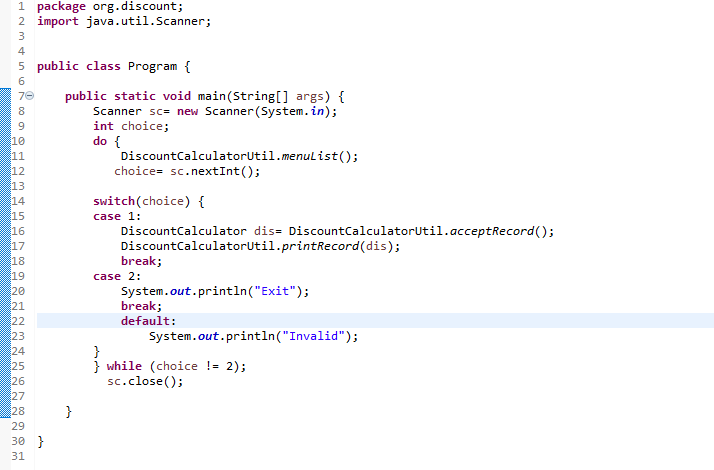 1 package org.discount;
2 import java.util.Scanner;
3
4
5 public class Program {
6
7 public static void main(String[] args) {
8 Scanner sc= new Scanner(System.in);
9 int choice;
10 do {
11 DiscountCalculatorUtil.menuList();
12 choice= sc.nextInt();
13
14 switch(choice) {
15 case 1:
16 DiscountCalculator dis= DiscountCalculatorUtil.acceptRecord();
17 DiscountCalculatorUtil.printRecord(dis);
18 break;
19 case 2:
20 System.out.println("Exit");
21 break;
22 default:
23 System.out.println("Invalid");
24 }
25 } while (choice != 2);
26 sc.close();
27
28 }
29
30 }
31